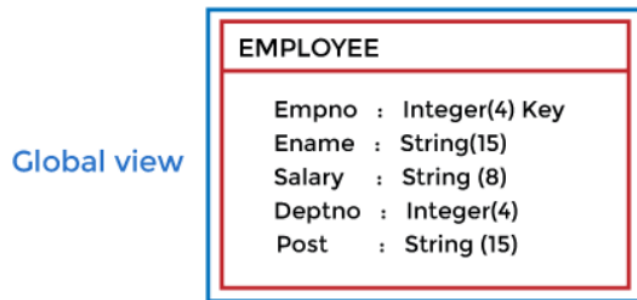 EMPLOYEE
Empno : Integer(4) Key
Ename : String(15)
Global view
Salary : String (8)
Deptno : Integer(4)
Post : String (15)